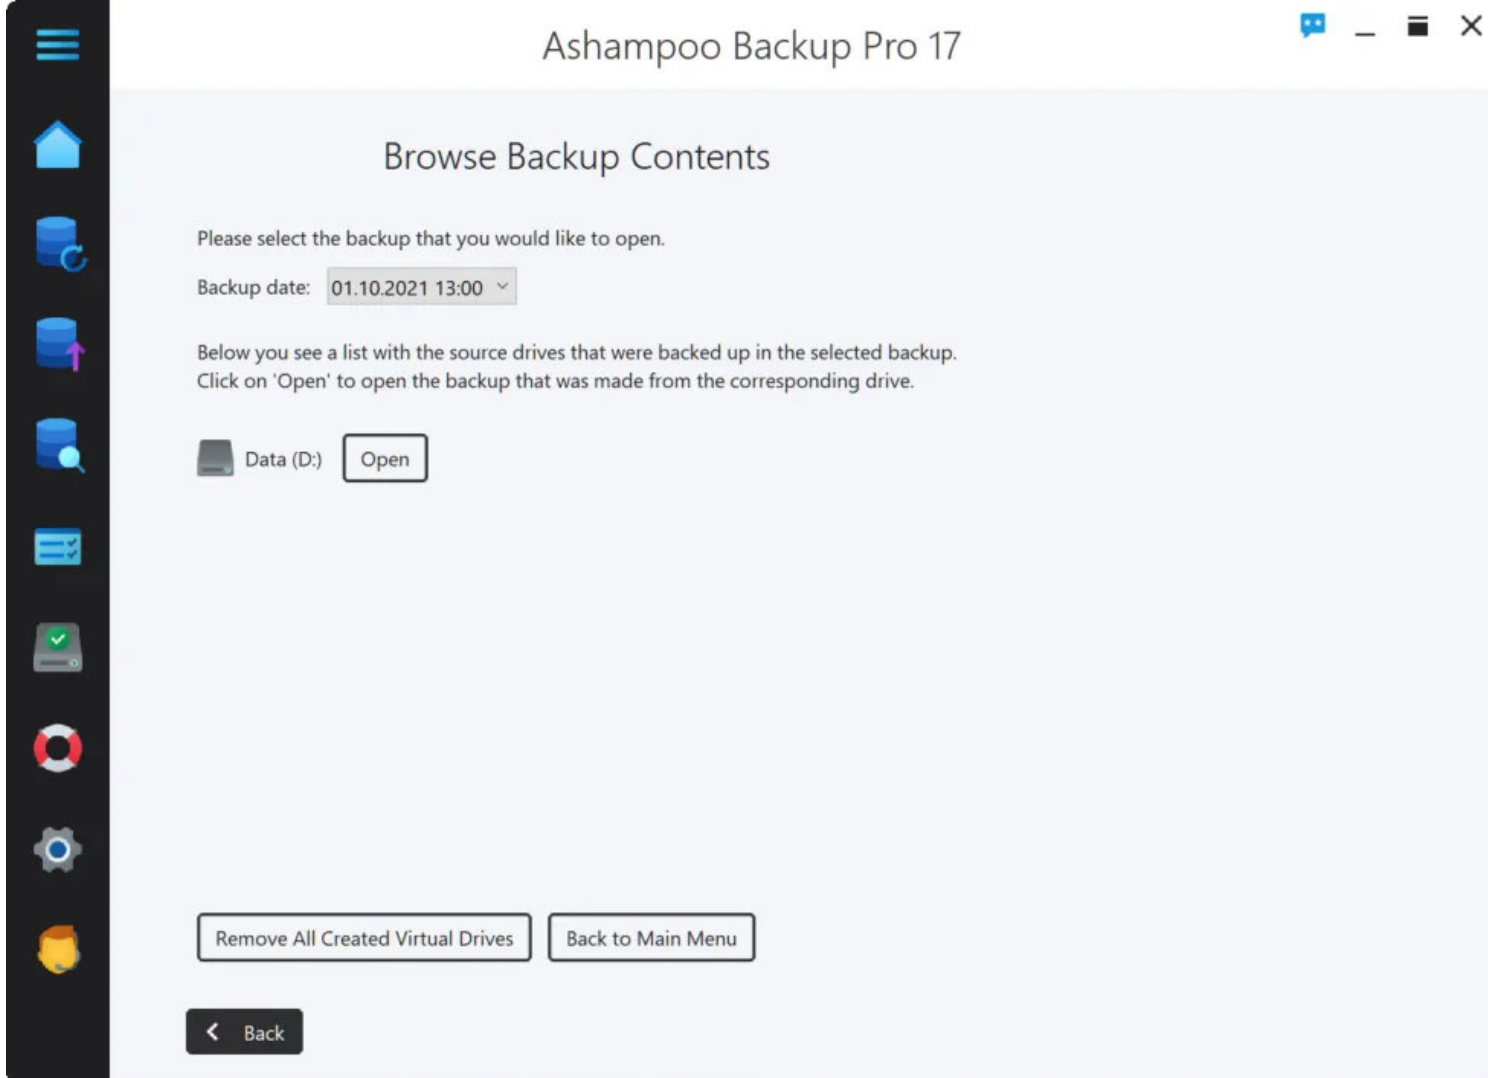 Ashampoo Backup Pro 17
Browse Backup Contents
Please select the backup that you would like to open.
Backup date: 01.10.2021 13:00
Below you see a list with the source drives that were backed up in the selected backup.
Click on 'Open' to open the backup that was made from the corresponding drive.
Data (D:) Open
Remove All Created Virtual Drives Back to Main Menu
Back